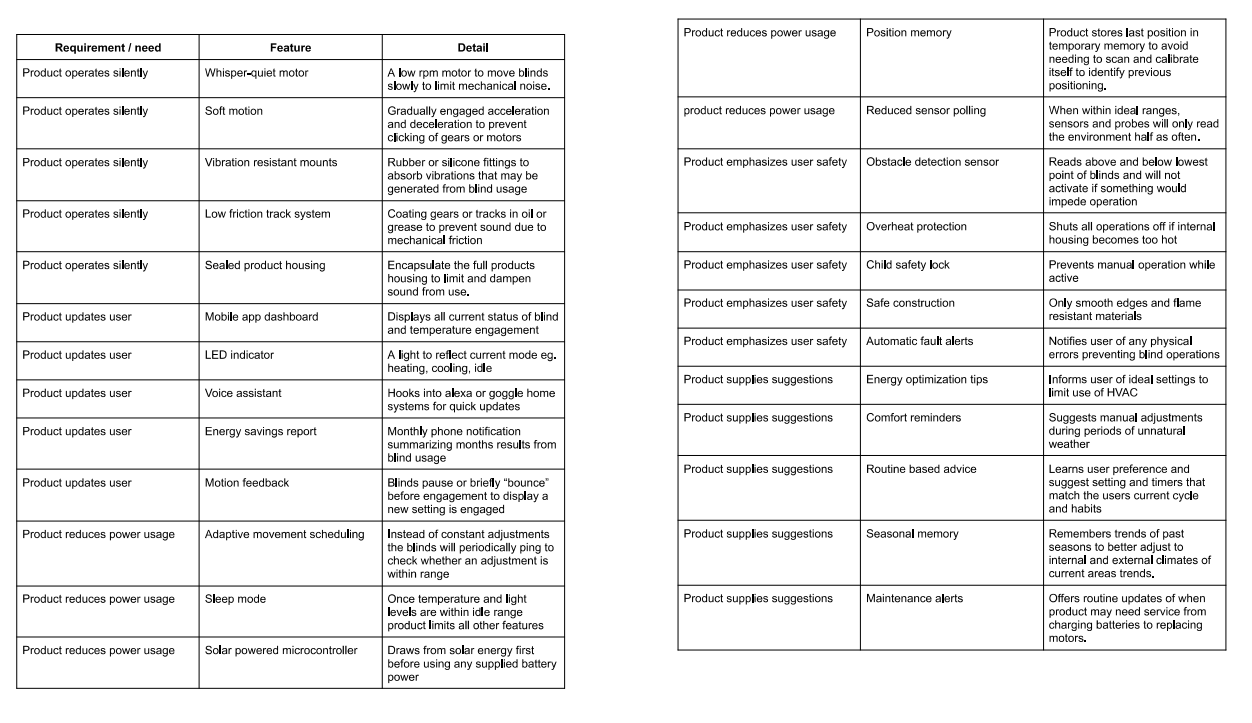 Requirement / need Feature Detail
Product operates silently Whisper-quiet motor A low rpm motor to move blinds
slowly to limit mechanical noise.
Product operates silently Soft motion Gradually engaged acceleration
and deceleration to prevent
clicking of gears or motors
Product operates silently Vibration resistant mounts Rubber or silicone fittings to
absorb vibrations that may be
generated from blind usage
Product operates silently Low friction track system Coating gears or tracks in oil or
grease to prevent sound due to
mechanical friction
Product operates silently Sealed product housing Encapsulate the full products
housing to limit and dampen
sound from use.
Product updates user Mobile app dashboard Displays all current status of blind
and temperature engagement
Product updates user LED indicator A light to reflect current mode eg.
heating, cooling, idle
Product updates user Voice assistant Hooks into alexa or goggle home
systems for quick updates
Product updates user Energy savings report Monthly phone notification
summarizing months results from
blind usage
Product updates user Motion feedback Blinds pause or briefly “bounce”
before engagement to display a
new setting is engaged
Product reduces power usage Adaptive movement scheduling Instead of constant adjustments
the blinds will periodically ping to
check whether an adjustment is
within range
Product reduces power usage Sleep mode Once temperature and light
levels are within idle range
product limits all other features
Product reduces power usage Solar powered microcontroller Draws from solar energy first
before using any supplied battery
power
Product reduces power usage Position memory Product stores last position in
temporary memory to avoid
needing to scan and calibrate
itself to identify previous
positioning.
product reduces power usage Reduced sensor polling When within ideal ranges,
sensors and probes will only read
the environment half as often.
Product emphasizes user safety Obstacle detection sensor Reads above and below lowest
point of blinds and will not
activate if something would
impede operation
Product emphasizes user safety Overheat protection Shuts all operations off if internal
housing becomes too hot
Product emphasizes user safety Child safety lock Prevents manual operation while
active
Product emphasizes user safety Safe construction Only smooth edges and flame
resistant materials
Product emphasizes user safety Automatic fault alerts Notifies user of any physical
errors preventing blind operations
Product supplies suggestions Energy optimization tips Informs user of ideal settings to
limit use of HVAC
Product supplies suggestions Comfort reminders Suggests manual adjustments
during periods of unnatural
weather
Product supplies suggestions Routine based advice Learns user preference and
suggest setting and timers that
match the users current cycle
and habits
Product supplies suggestions Seasonal memory Remembers trends of past
seasons to better adjust to
internal and external climates of
current areas trends.
Product supplies suggestions Maintenance alerts Offers routine updates of when
product may need service from
charging batteries to replacing
motors.